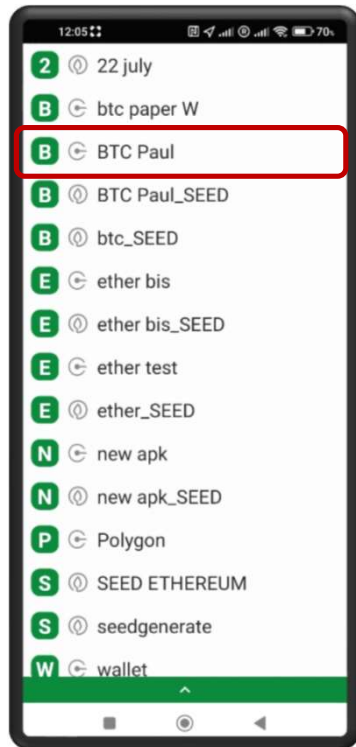 12:05 70%
2 22 july
B btc paper W
B BTC Paul
B BTC Paul_SEED
B btc_SEED
E ether bis
E ether bis_SEED
E ether test
E ether_SEED
N new apk
N new apk_SEED
P Polygon
S SEED ETHEREUM
S seedgenerate
W wallet